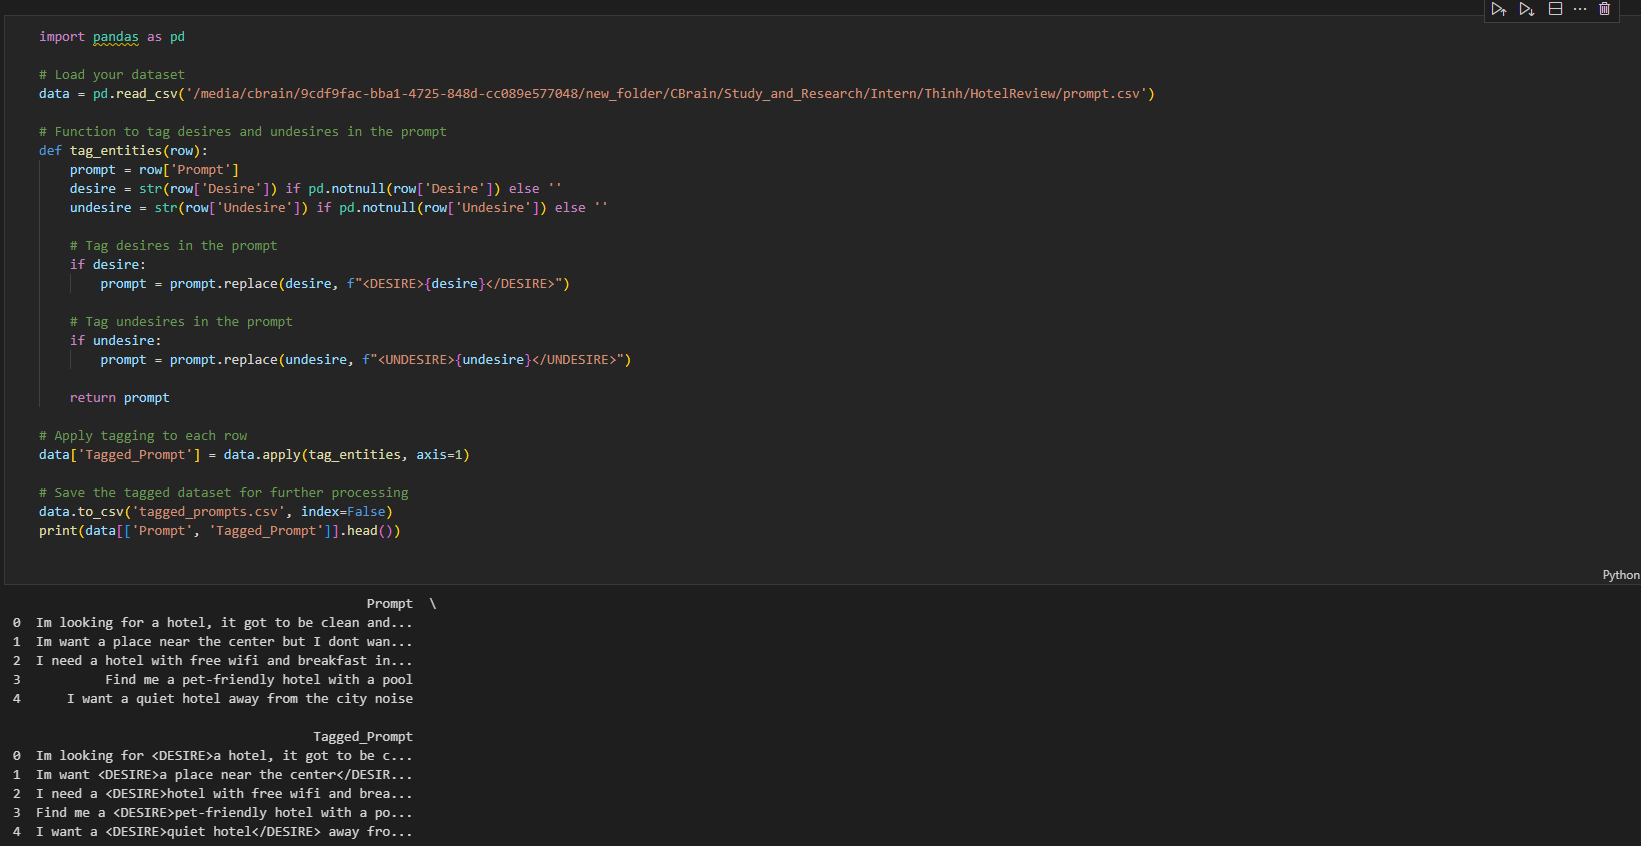 import pandas as pd
# Load your dataset
data = pd.read_csv('/media/cbrain/9cdf9fac-bba1-4725-848d-cc089e577048/new_folder/CBrain/Study_and_Research/Intern/Think/HotelReview/prompt.csv')
# Function to tag desires and undesires in the prompt
def tag_entities(row):
    prompt = row['Prompt']
    desire = str(row['Desire']) if pd.notnull(row['Desire']) else ''
    undesire = str(row['Undesire']) if pd.notnull(row['Undesire']) else ''
    # Tag desires in the prompt
    if desire:
        prompt = prompt.replace(desire, f"<DESIRE>{desire}</DESIRE>")
    # Tag undesires in the prompt
    if undesire:
        prompt = prompt.replace(undesire, f"<UNDESIRE>{undesire}</UNDESIRE>")
    return prompt
# Apply tagging to each row
data['Tagged_Prompt'] = data.apply(tag_entities, axis=1)
# Save the tagged dataset for further processing
data.to_csv('tagged_prompts.csv', index=False)
print(data[['Prompt', 'Tagged_Prompt']].head())
Python
Prompt  \
0  Im looking for a hotel, it got to be clean and...
1  Im want a place near the center but I dont wan...
2  I need a hotel with free wifi and breakfast in...
3           Find me a pet-friendly hotel with a pool
4      I want a quiet hotel away from the city noise
Tagged_Prompt
0  Im looking for <DESIRE>a hotel, it got to be c...
1  Im want <DESIRE>a place near the center</DESIR...
2  I need a <DESIRE>hotel with free wifi and brea...
3  Find me a <DESIRE>pet-friendly hotel with a po...
4  I want a <DESIRE>quiet hotel</DESIRE> away fro...